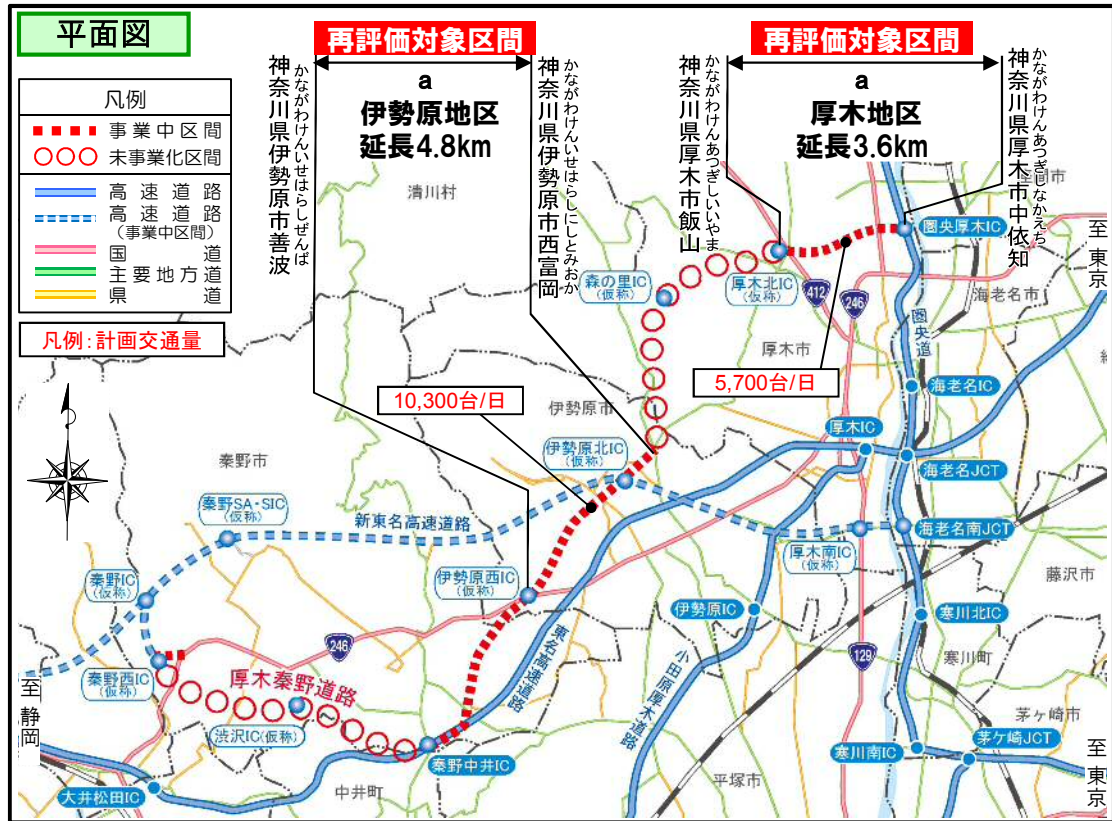 平面図
再評価対象区間
再評価対象区間
a
伊勢原地区
延長4.8km
a
厚木地区
延長3.6km
神奈川県伊勢原市善波
かながわけんいせはらしぜんば
神奈川県伊勢原市西富岡
かながわけんいせはらしにしとみおか
神奈川県厚木市飯山
かながわけんあつぎしいいやま
神奈川県厚木市中依知
かながわけんあつぎしなかえち
凡例
事業中区間
未事業化区間
高速道路
高速道路
(事業中区間)
国道
主要地方道
県道
凡例:計画交通量
清川村
圏央厚木IC
至東京
森の里IC
(仮称)
厚木北IC
(仮称)
412
246
海老名市
圏央道
厚木市
5,700台/日
海老名IC
10,300台/日
伊勢原市
厚木IC
伊勢原北IC
(仮称)
海老名JCT
秦野市
秦野SA・SIC
(仮称)
新東名高速道路
海老名南JCT
厚木南IC
(仮称)
秦野IC
(仮称)
伊勢原西IC
(仮称)
藤沢市
伊勢原IC
寒川北IC
246
東名高速道路
小田原厚木道路
129
寒川町
秦野西IC
(仮称)
厚木秦野道路
至静岡
渋沢IC(仮称)
茅ヶ崎市
茅ヶ崎JCT
寒川南IC
秦野中井IC
至東京
大井松田IC
中井町
平塚市